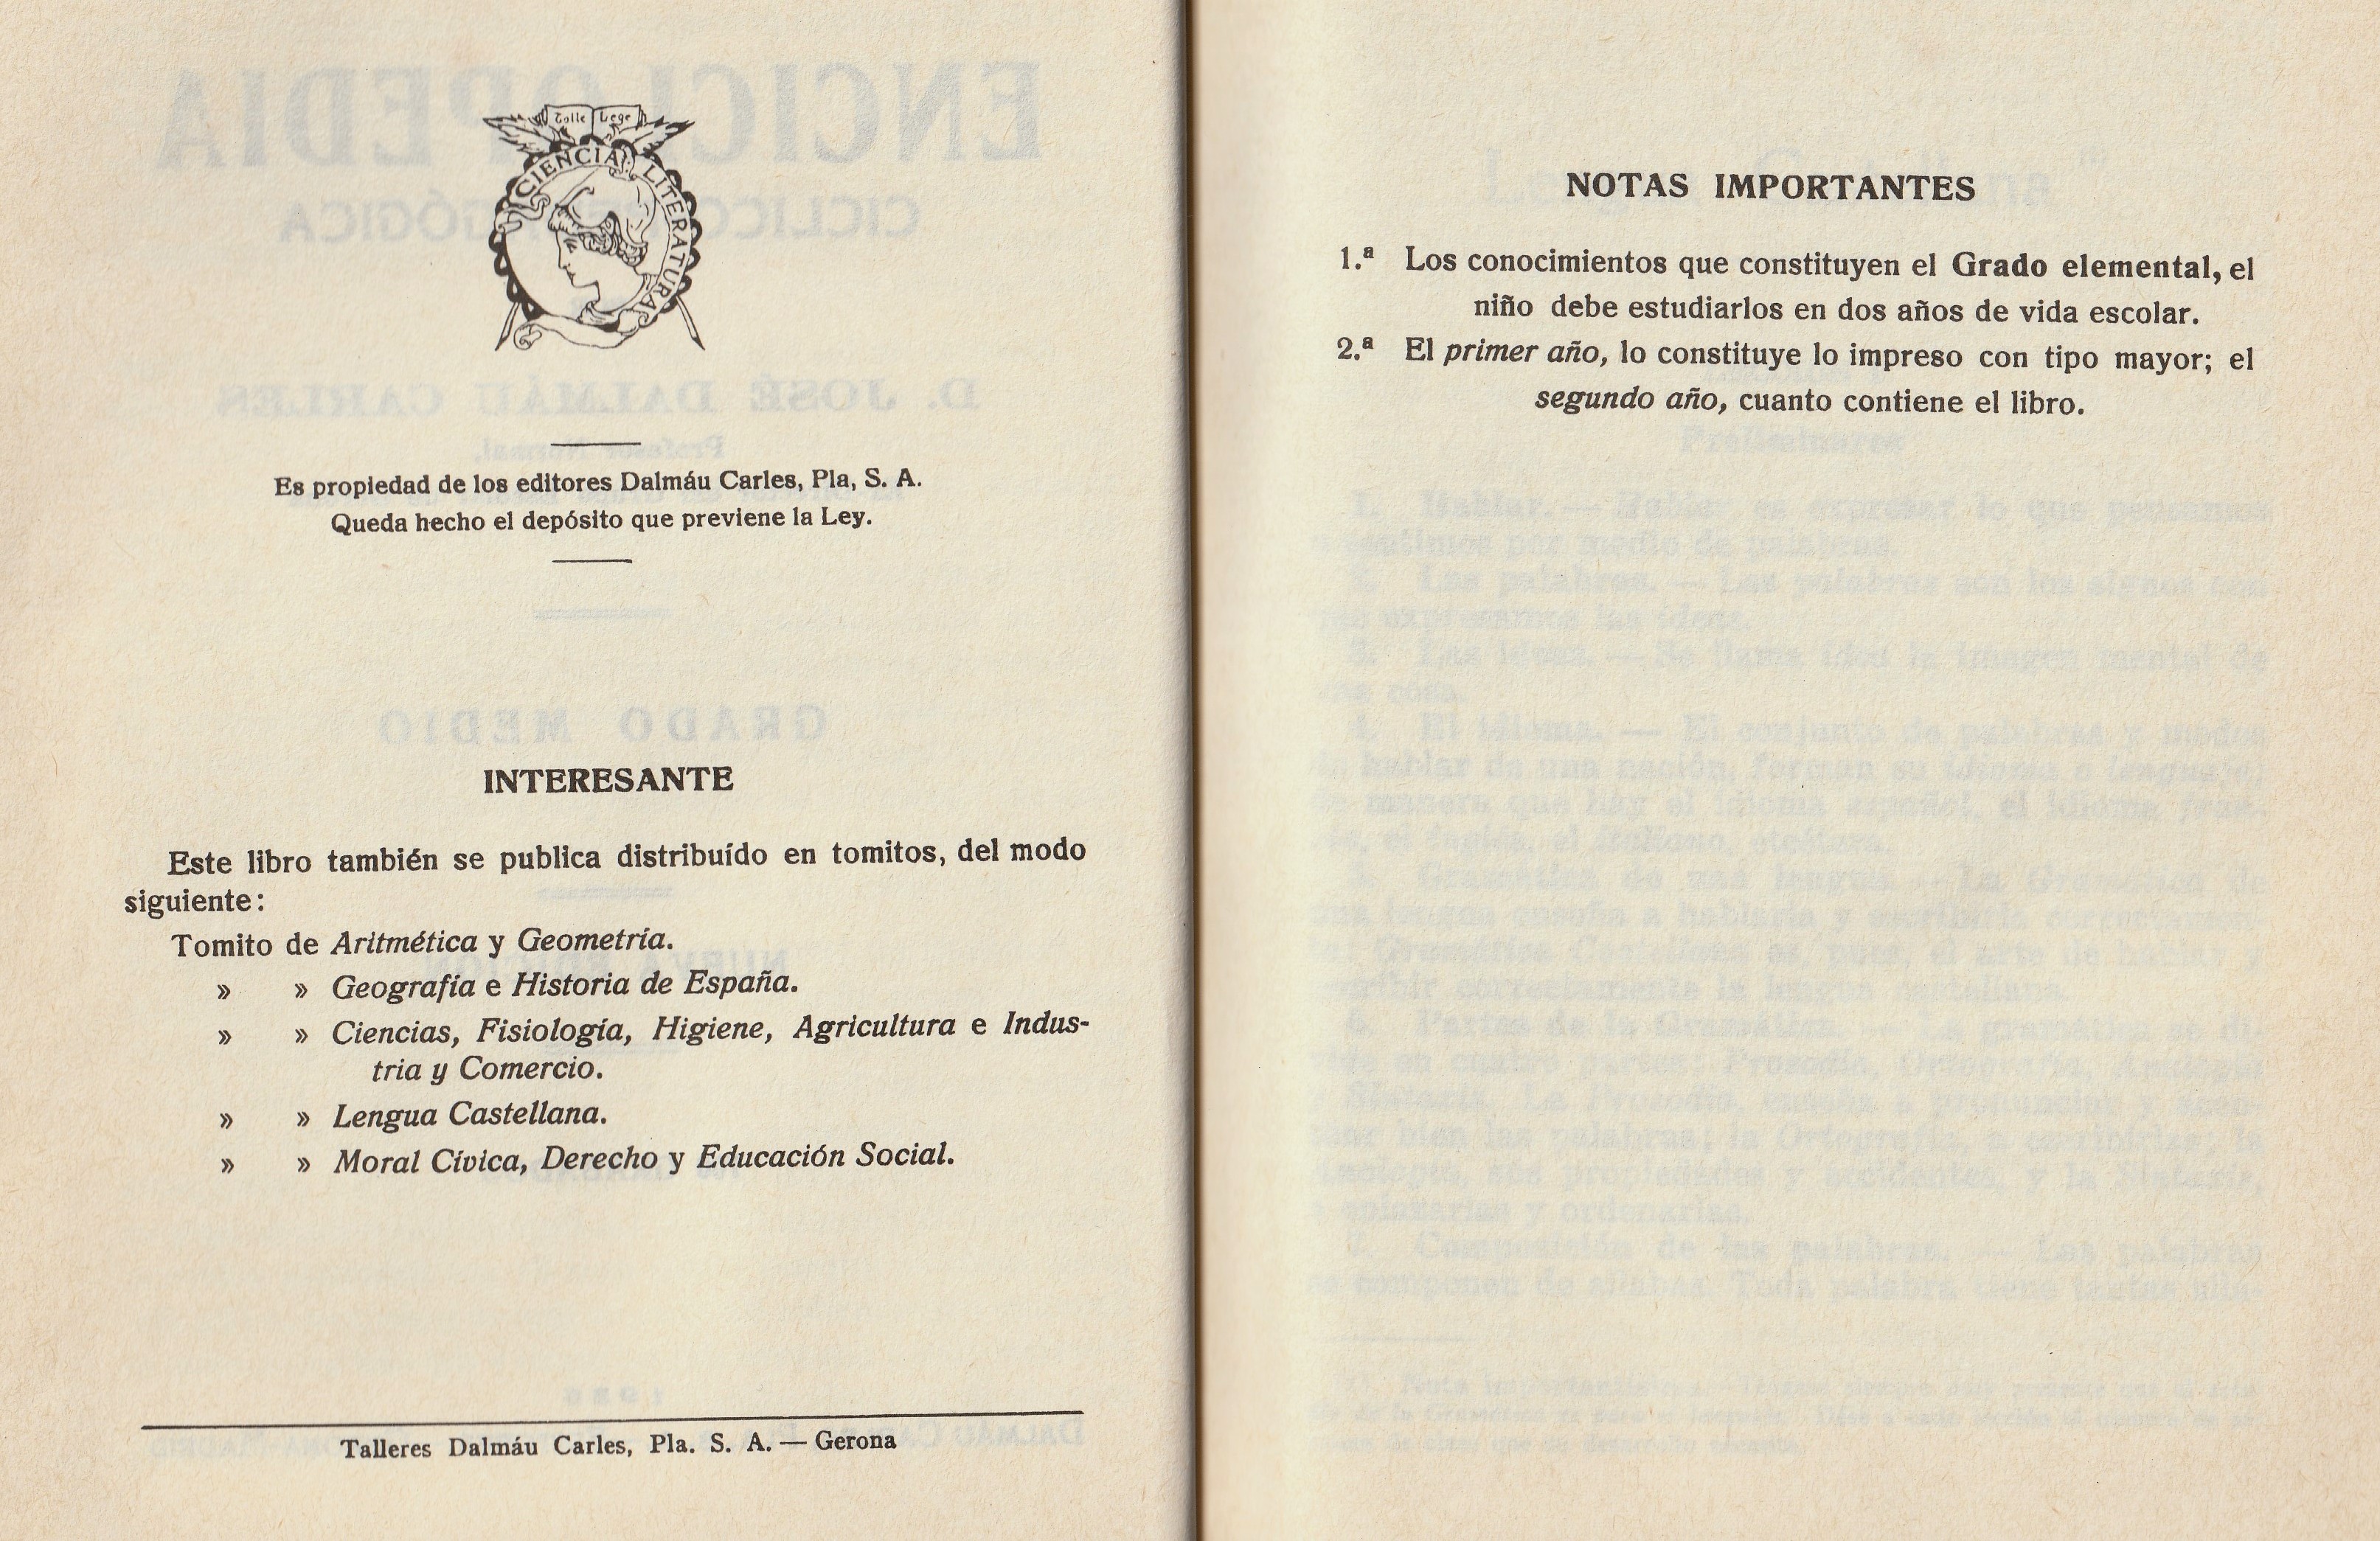 Tolle Lege
CIENCIA LITERATURA
Es propiedad de los editores Dalmáu Carles, Pla, S. A.
Queda hecho el depósito que previene la Ley.
INTERESANTE
Este libro también se publica distribuído en tomitos, del modo
siguiente:
Tomito de Aritmética y Geometría.
» » Geografía e Historia de España.
» » Ciencias, Fisiología, Higiene, Agricultura e Indus-
tria y Comercio.
» » Lengua Castellana.
» » Moral Cívica, Derecho y Educación Social.
Talleres Dalmáu Carles, Pla. S. A. — Gerona
NOTAS IMPORTANTES
1.ª Los conocimientos que constituyen el Grado elemental, el
niño debe estudiarlos en dos años de vida escolar.
2.ª El primer año, lo constituye lo impreso con tipo mayor; el
segundo año, cuanto contiene el libro.